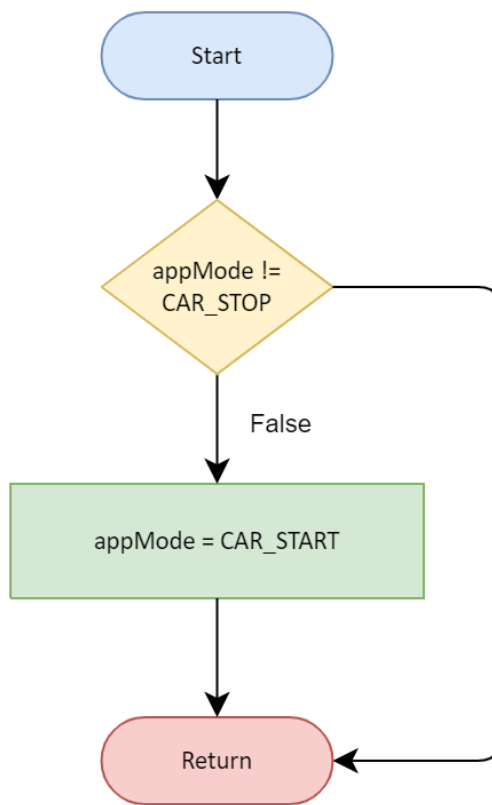 Start
appMode !=
CAR_STOP
False
appMode = CAR_START
Return